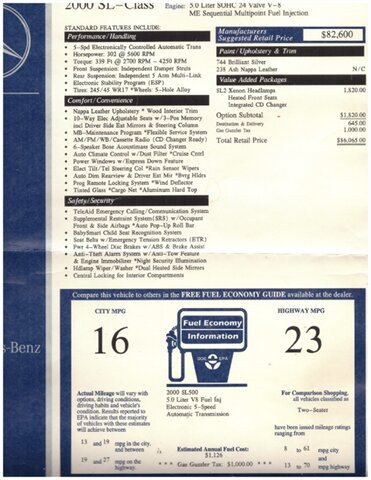 2000 SL-Class
Engine: 5.0 Liter SOHC 24 Valve V-8
ME Sequential Multipoint Fuel Injection
STANDARD FEATURES INCLUDE:
Performance/Handling
• 5-Spd Electronically Controlled Automatic Trans
• Horsepower: 302 @ 5600 RPM
• Torque: 339 Ft @ 2700 RPM - 4250 RPM
• Front Suspension: Independent Damper Struts
• Rear Suspension: Independent 5 Arm Multi-Link
• Electronic Stability Program (ESP)
• Tires: 245/45 WR17 *Wheels 5-Hole Alloy
Comfort/Convenience
• Nappa Leather Upholstery * Wood Interior Trim
• 10-Way Elec Adjustable Seats w/3-Pos Memory
incl Driver Side Ext Mirrors & Steering Column
• MB-Maintenance Program *Flexible Service System
• AM/FM/WB/Cassette Radio (CD Changer Ready)
• 6-Speaker Bose Acoustimass Sound System
• Auto Climate Control w/Dust Filter *Cruise Cntrl
• Power Windows w/Express Down Feature
• Elect Tilt/Tel Steering Col *Rain Sensor Wipers
• Auto Dim Rearview & Driver Ext Mir *Bvrg Hldrs
• Prog Remote Locking System *Wind Deflector
• Tinted Glass *Cargo Net *Aluminum Hard Top
Safety/Security
• TeleAid Emergency Calling/Communication System
• Supplemental Restraint System(SRS) w/Occupant
Front & Side Airbags *Auto Pop-Up Roll Bar
• BabySmart Child Seat Recognition System
• Seat Belts w/Emergency Tension Retractors (ETR)
• Pwr 4-Wheel Disc Brakes w/ABS & Brake Assist
• Anti-Theft Alarm System w/Anti-Tow Feature
& Engine Immobilizer *Night Security Illumination
• Hdlamp Wiper/Washer *Dual Heated Side Mirrors
• Central Locking for Interior Compartments
Manufacturers
Suggested Retail Price $82,600
Paint/Upholstery & Trim
744 Brilliant Silver
238 Ash Nappa Leather N/C
Value Added Packages
SL2 Xenon Headlamps 1,820.00
Heated Front Seats
Integrated CD Changer
Option Subtotal $1,820.00
Destination & Delivery 645.00
Gas Guzzler Tax 1,000.00
Total Retail Price $86,065.00
s-Benz
Compare this vehicle to others in the FREE FUEL ECONOMY GUIDE available at the dealer.
CITY MPG
16
Fuel Economy
Information
DOE EPA
HIGHWAY MPG
23
Actual Mileage will vary with
options, driving conditions,
driving habits and vehicle's
condition. Results reported to
EPA indicate that the majority
of vehicles with these estimates
will achieve between
13 and 19 mpg in the city,
and between
19 and 27 mpg on the
highway.
2000 SL500
5.0 Liter V8 Fuel Inj
Electronic 5-Speed
Automatic Transmission
Estimated Annual Fuel Cost:
$1,126
*** Gas Guzzler Tax: $1,000.00 ***
For Comparison Shopping,
all vehicles classified as
Two-Seater
have been issued mileage ratings
ranging from
8 to 61 mpg city
and
13 to 70 mpg highway